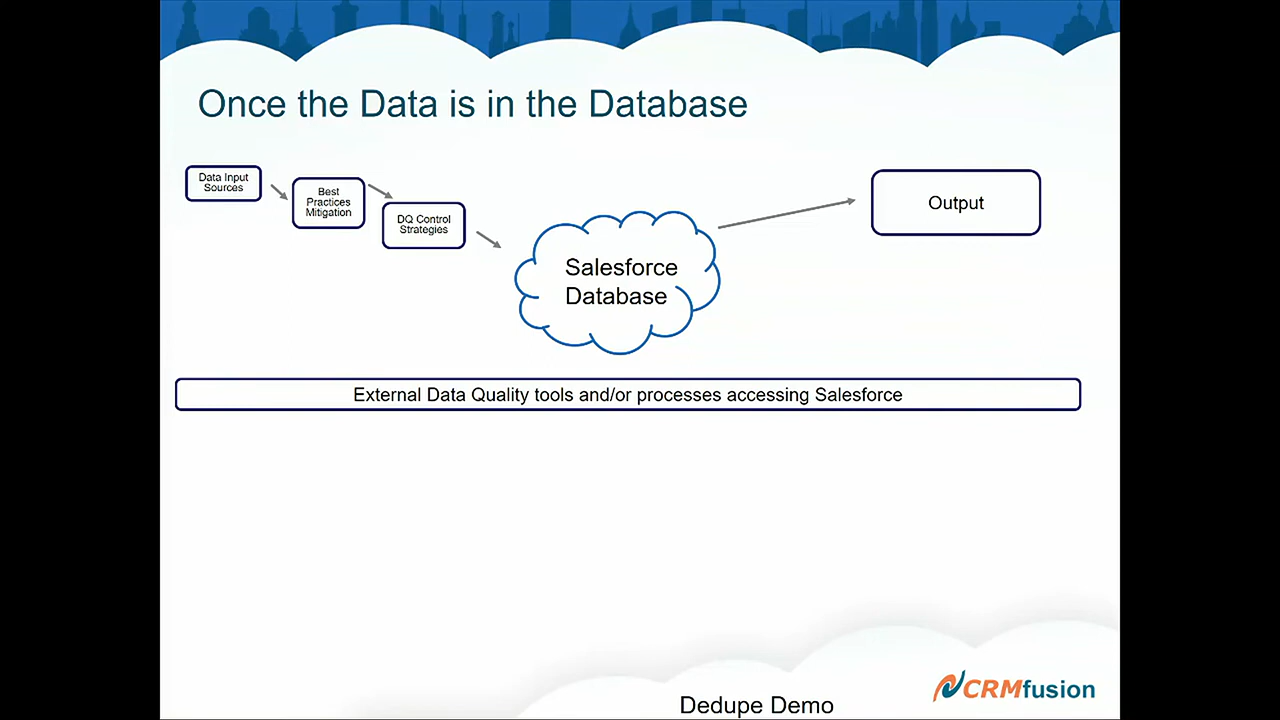 Once the Data is in the Database
Data Input
Sources
Best
Practices
Mitigation
DQ Control
Strategies
Salesforce
Database
Output
External Data Quality tools and/or processes accessing Salesforce
CRMfusion
Dedupe Demo